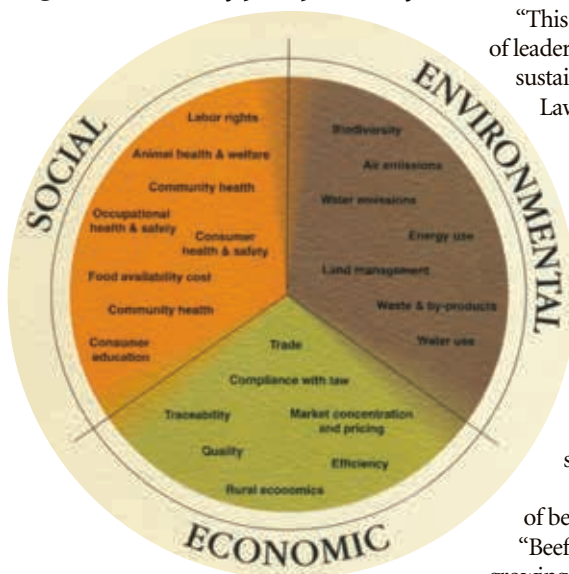 “This
of leader
sustai
Law
SOCIAL
Labor rights
Animal health & welfare
Community health
Occupational
health & safety
Consumer
health & safety
Food availability cost
Community health
Consumer
education
ENVIRONMENTAL
Biodiversity
Air emissions
Water emissions
Energy use
Land management
Waste & by-products
Water use
Trade
Compliance with law
Traceability
Market concentration
and pricing
Quality
Efficiency
Rural economics
ECONOMIC
s
of be
“Beef